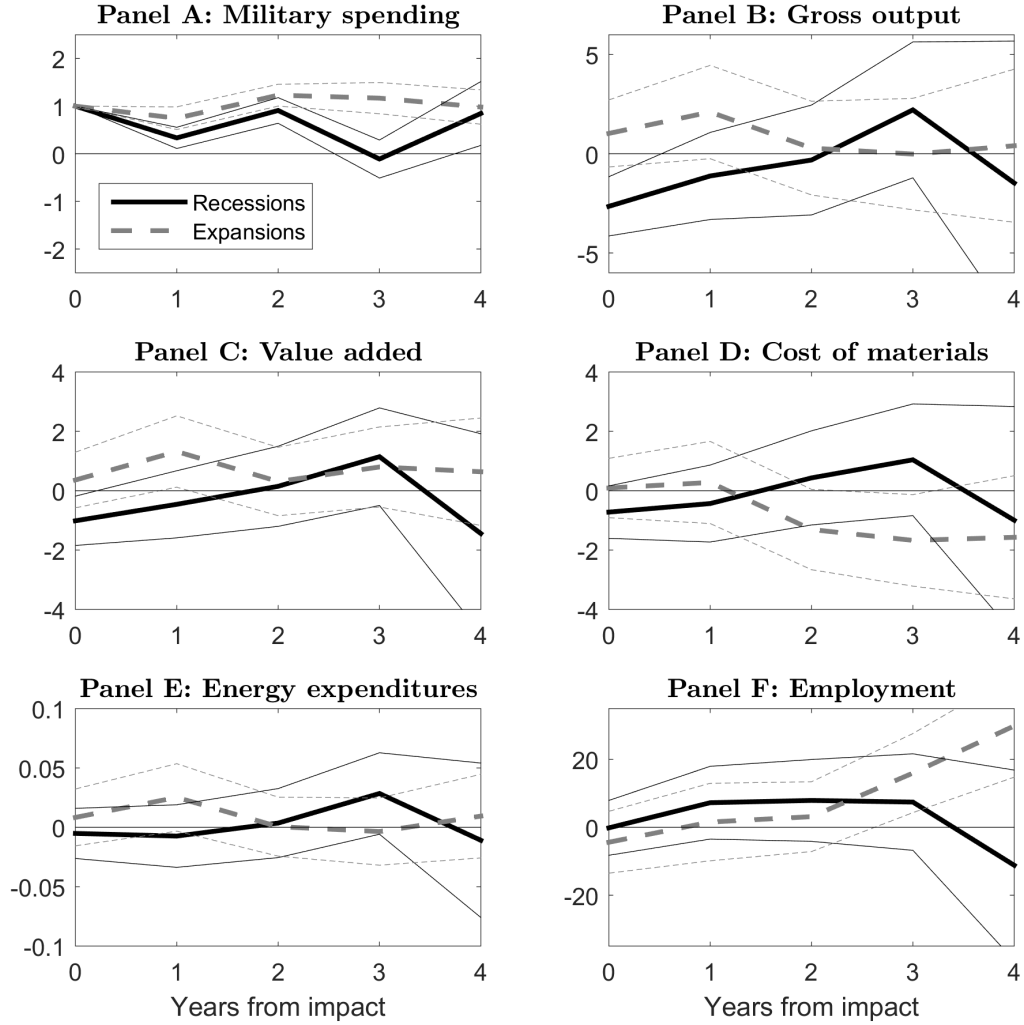 Panel A: Military spending
2
1
0
-1
-2
Recessions
Expansions
0 1 2 3 4
Panel B: Gross output
5
0
-5
0 1 2 3 4
Panel C: Value added
4
2
0
-2
-4
0 1 2 3 4
Panel D: Cost of materials
4
2
0
-2
-4
0 1 2 3 4
Panel E: Energy expenditures
0.1
0.05
0
-0.05
-0.1
0 1 2 3 4
Years from impact
Panel F: Employment
20
0
-20
0 1 2 3 4
Years from impact